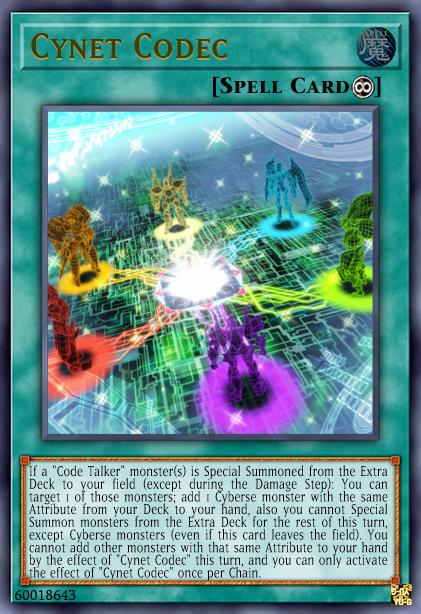 Cynet Codec
魔
[Spell Card]
If a "Code Talker" monster(s) is Special Summoned from the Extra
Deck to your field (except during the Damage Step): You can
target 1 of those monsters; add 1 Cyberse monster with the same
Attribute from your Deck to your hand, also you cannot Special
Summon monsters from the Extra Deck for the rest of this turn,
except Cyberse monsters (even if this card leaves the field). You
cannot add other monsters with that same Attribute to your hand
by the effect of "Cynet Codec" this turn, and you can only activate
the effect of "Cynet Codec" once per Chain.
60018643